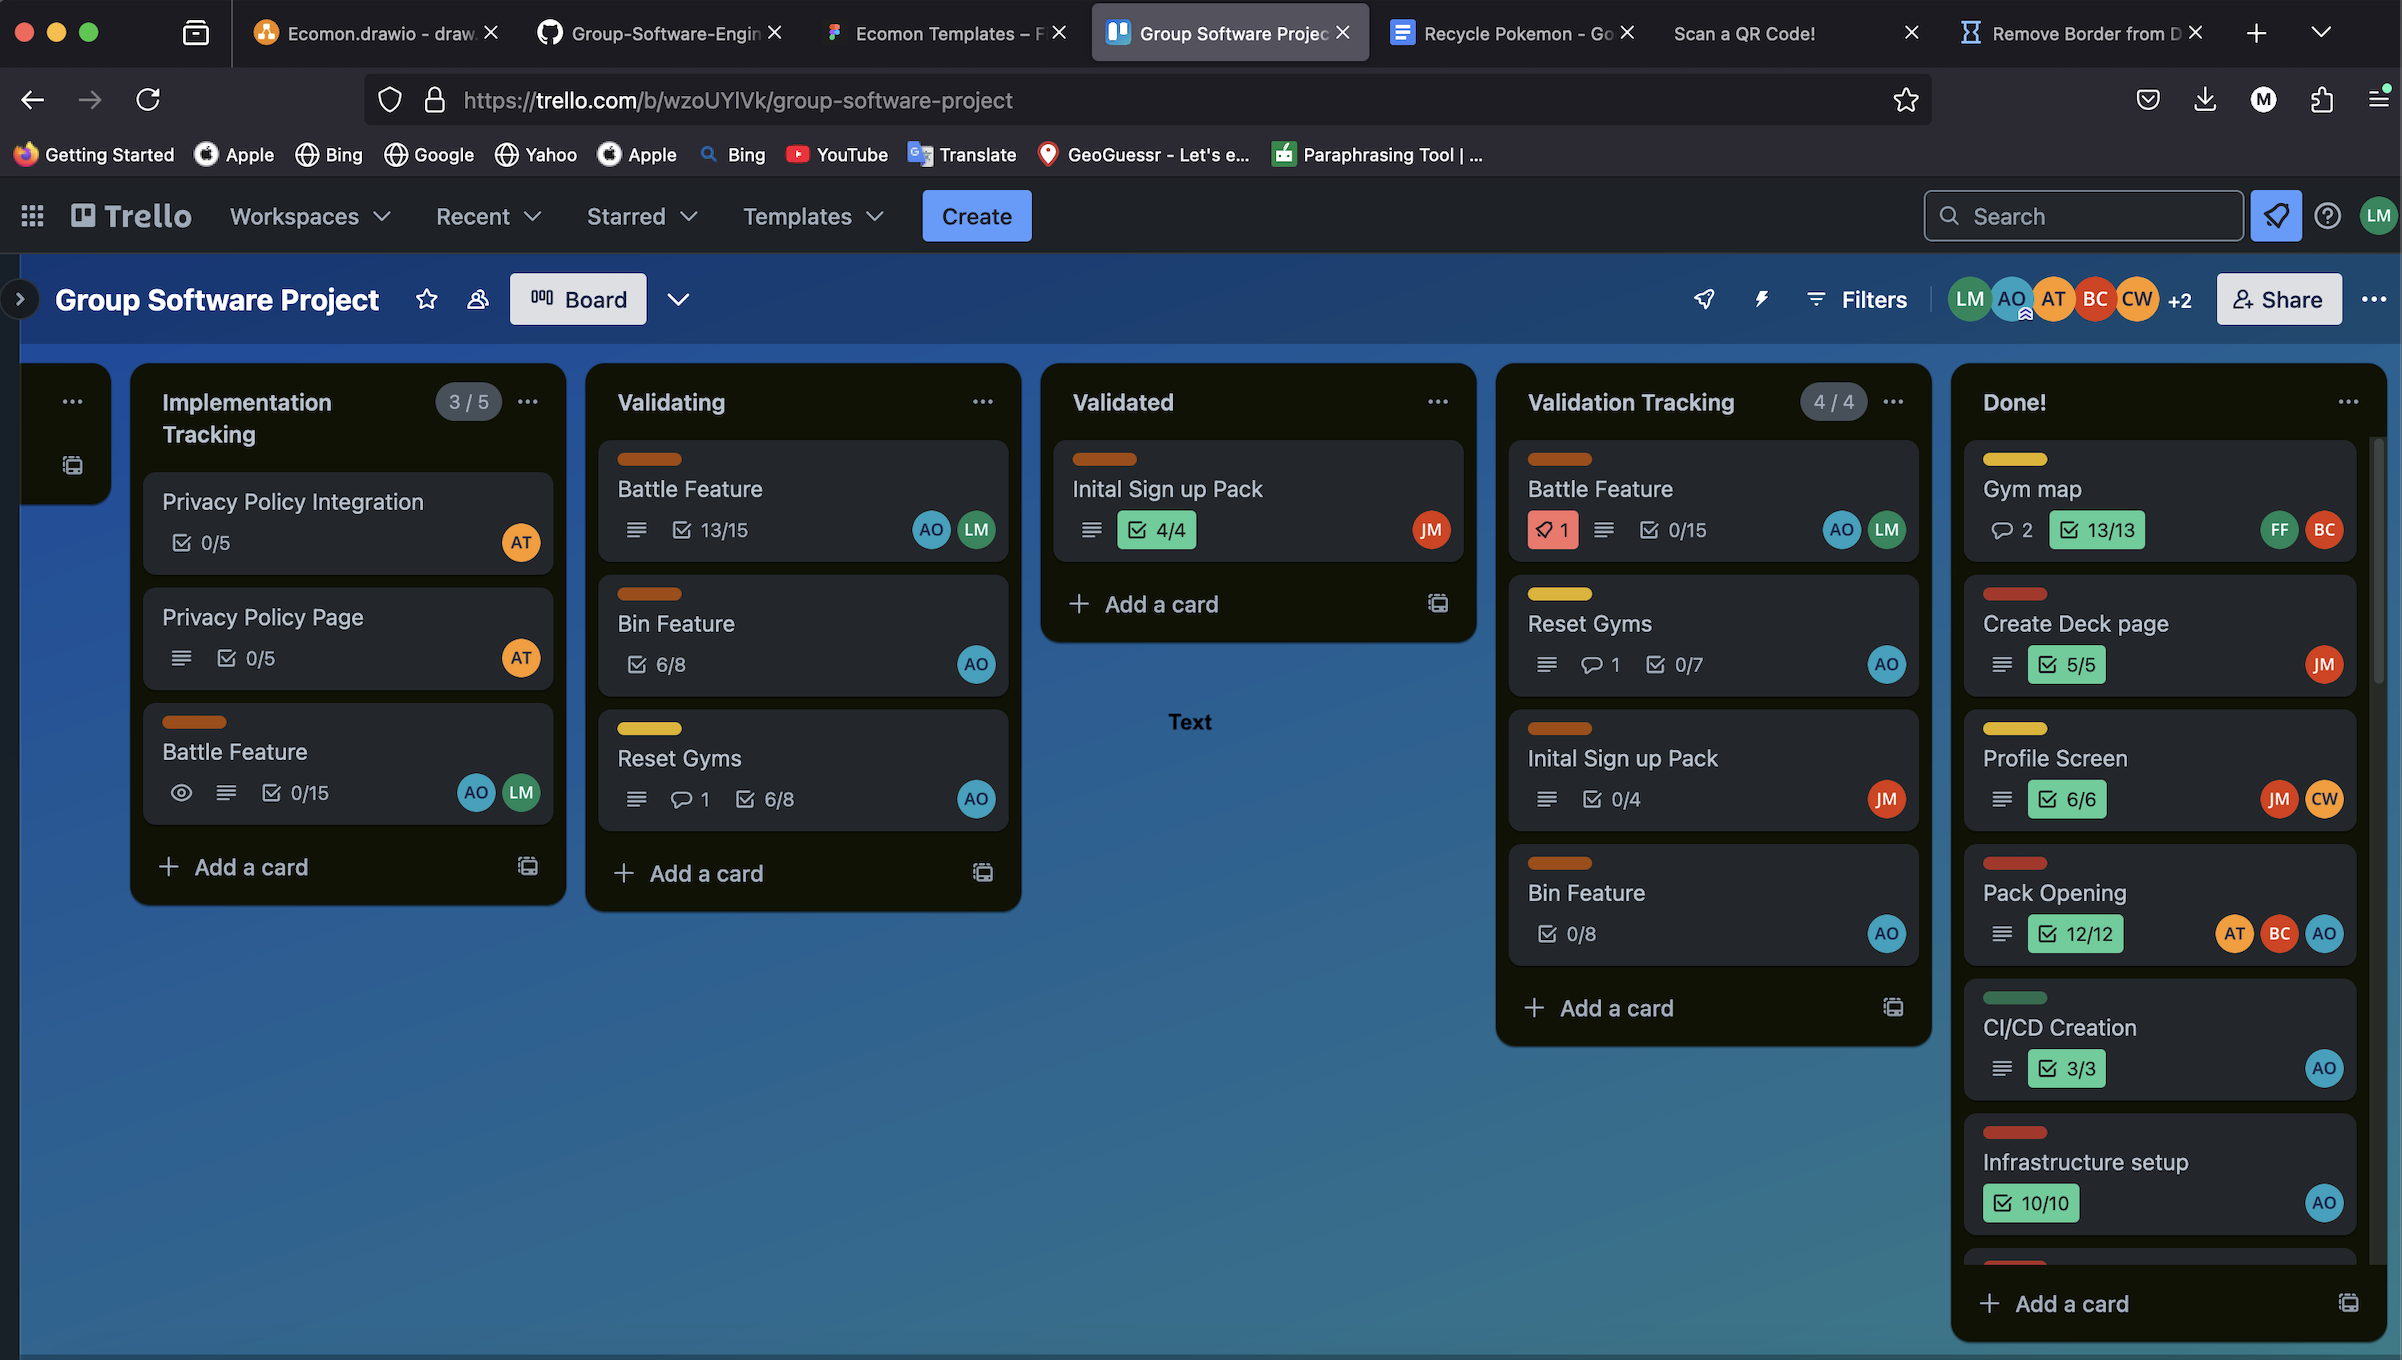 Ecomon.drawio - draw
Group-Software-Engin
Ecomon Templates – F
Group Software Projec
Recycle Pokemon - Go
Scan a QR Code!
Remove Border from D
https://trello.com/b/wzoUYlVk/group-software-project
M
Getting Started
Apple
Bing
Google
Yahoo
Apple
Bing
YouTube
Translate
GeoGuessr - Let's e...
Paraphrasing Tool | ...
Trello
Workspaces
Recent
Starred
Templates
Create
Search
LM
Group Software Project
Board
Filters
LM
AO
AT
BC
CW
+2
Share
Implementation
Tracking
3 / 5
Privacy Policy Integration
0/5
AT
Privacy Policy Page
0/5
AT
Battle Feature
0/15
AO
LM
+ Add a card
Validating
Battle Feature
13/15
AO
LM
Bin Feature
6/8
AO
Reset Gyms
1
6/8
AO
+ Add a card
Validated
Inital Sign up Pack
4/4
JM
+ Add a card
Text
Validation Tracking
4 / 4
Battle Feature
1
0/15
AO
LM
Reset Gyms
1
0/7
AO
Inital Sign up Pack
0/4
JM
Bin Feature
0/8
AO
+ Add a card
Done!
Gym map
2
13/13
FF
BC
Create Deck page
5/5
JM
Profile Screen
6/6
JM
CW
Pack Opening
12/12
AT
BC
AO
CI/CD Creation
3/3
AO
Infrastructure setup
10/10
AO
+ Add a card